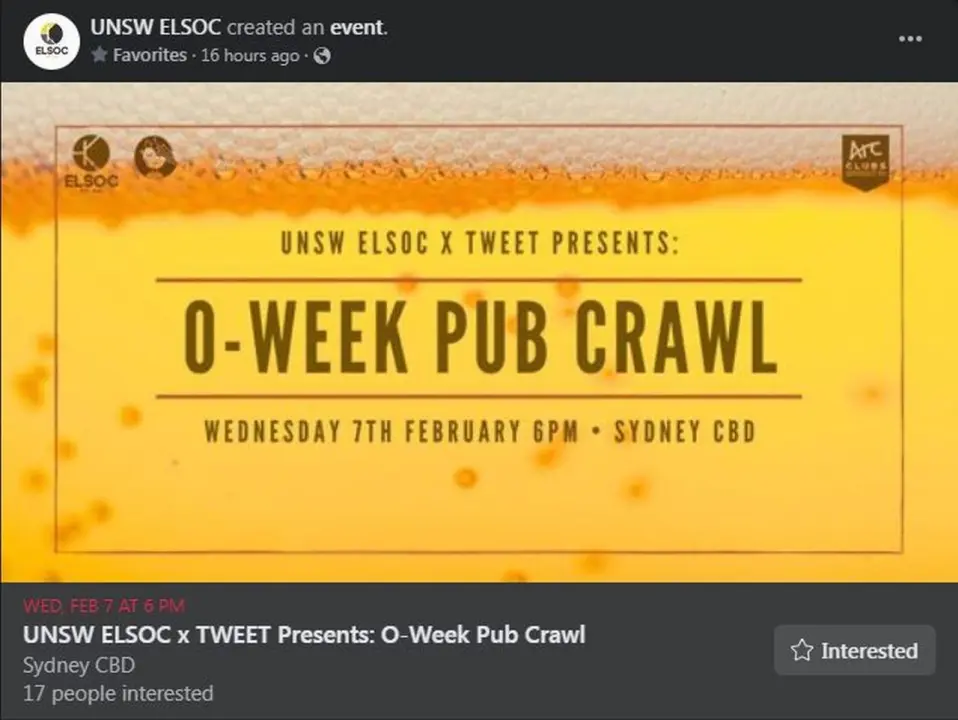 UNSW ELSOC created an event.
ELSOC
Favorites · 16 hours ago ·
ELSOC
ARC
CLUBS
UNSW ELSOC X TWEET PRESENTS:
O-WEEK PUB CRAWL
WEDNESDAY 7TH FEBRUARY 6PM • SYDNEY CBD
WED, FEB 7 AT 6 PM
UNSW ELSOC x TWEET Presents: O-Week Pub Crawl
Interested
Sydney CBD
17 people interested